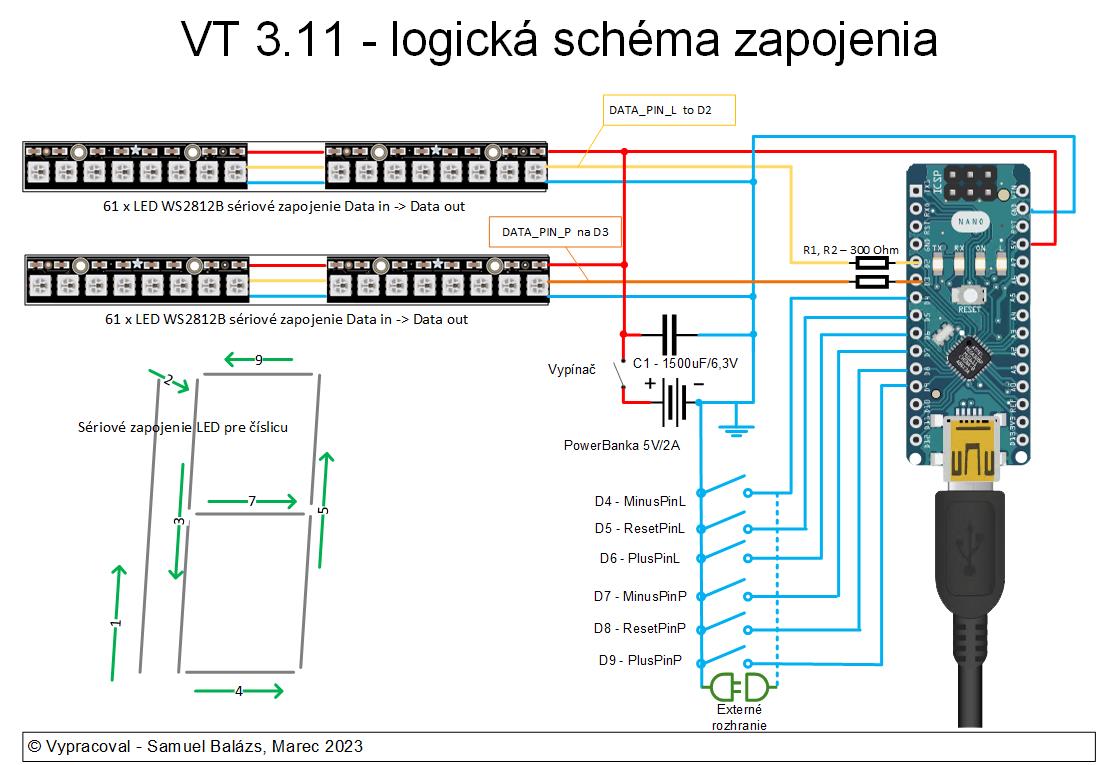 VT 3.11 - logická schéma zapojenia
DATA_PIN_L to D2
61 x LED WS2812B sériové zapojenie Data in -> Data out
DATA_PIN_P na D3
R1, R2 – 300 Ohm
61 x LED WS2812B sériové zapojenie Data in -> Data out
ICSP
NANO
TX RX ON L
RESET
Vypínač
C1 - 1500uF/6,3V
+ −
PowerBanka 5V/2A
9
2
Sériové zapojenie LED pre číslicu
7
3
5
1
4
D4 - MinusPinL
D5 - ResetPinL
D6 - PlusPinL
D7 - MinusPinP
D8 - ResetPinP
D9 - PlusPinP
Externé
rozhranie
© Vypracoval - Samuel Balázs, Marec 2023